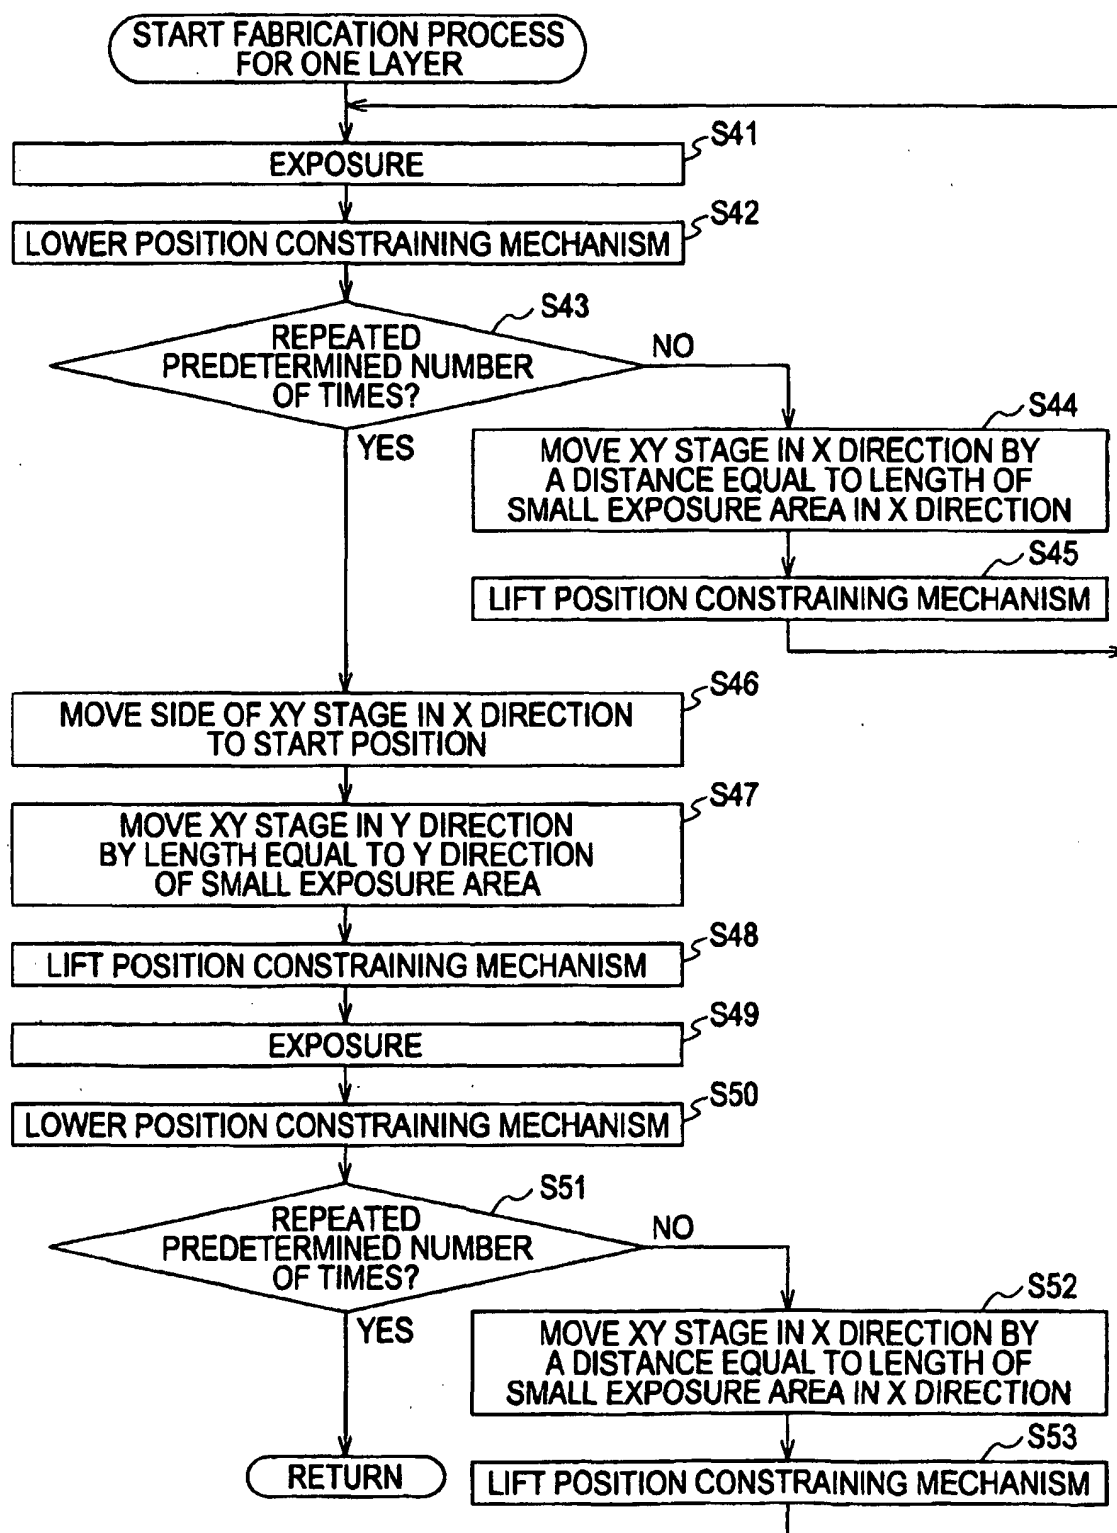 START FABRICATION PROCESS
FOR ONE LAYER
S41
EXPOSURE
S42
LOWER POSITION CONSTRAINING MECHANISM
S43
REPEATED
PREDETERMINED NUMBER
OF TIMES?
NO
YES
S44
MOVE XY STAGE IN X DIRECTION BY
A DISTANCE EQUAL TO LENGTH OF
SMALL EXPOSURE AREA IN X DIRECTION
S45
LIFT POSITION CONSTRAINING MECHANISM
S46
MOVE SIDE OF XY STAGE IN X DIRECTION
TO START POSITION
S47
MOVE XY STAGE IN Y DIRECTION
BY LENGTH EQUAL TO Y DIRECTION
OF SMALL EXPOSURE AREA
S48
LIFT POSITION CONSTRAINING MECHANISM
S49
EXPOSURE
S50
LOWER POSITION CONSTRAINING MECHANISM
S51
REPEATED
PREDETERMINED NUMBER
OF TIMES?
NO
YES
S52
MOVE XY STAGE IN X DIRECTION BY
A DISTANCE EQUAL TO LENGTH OF
SMALL EXPOSURE AREA IN X DIRECTION
S53
LIFT POSITION CONSTRAINING MECHANISM
RETURN